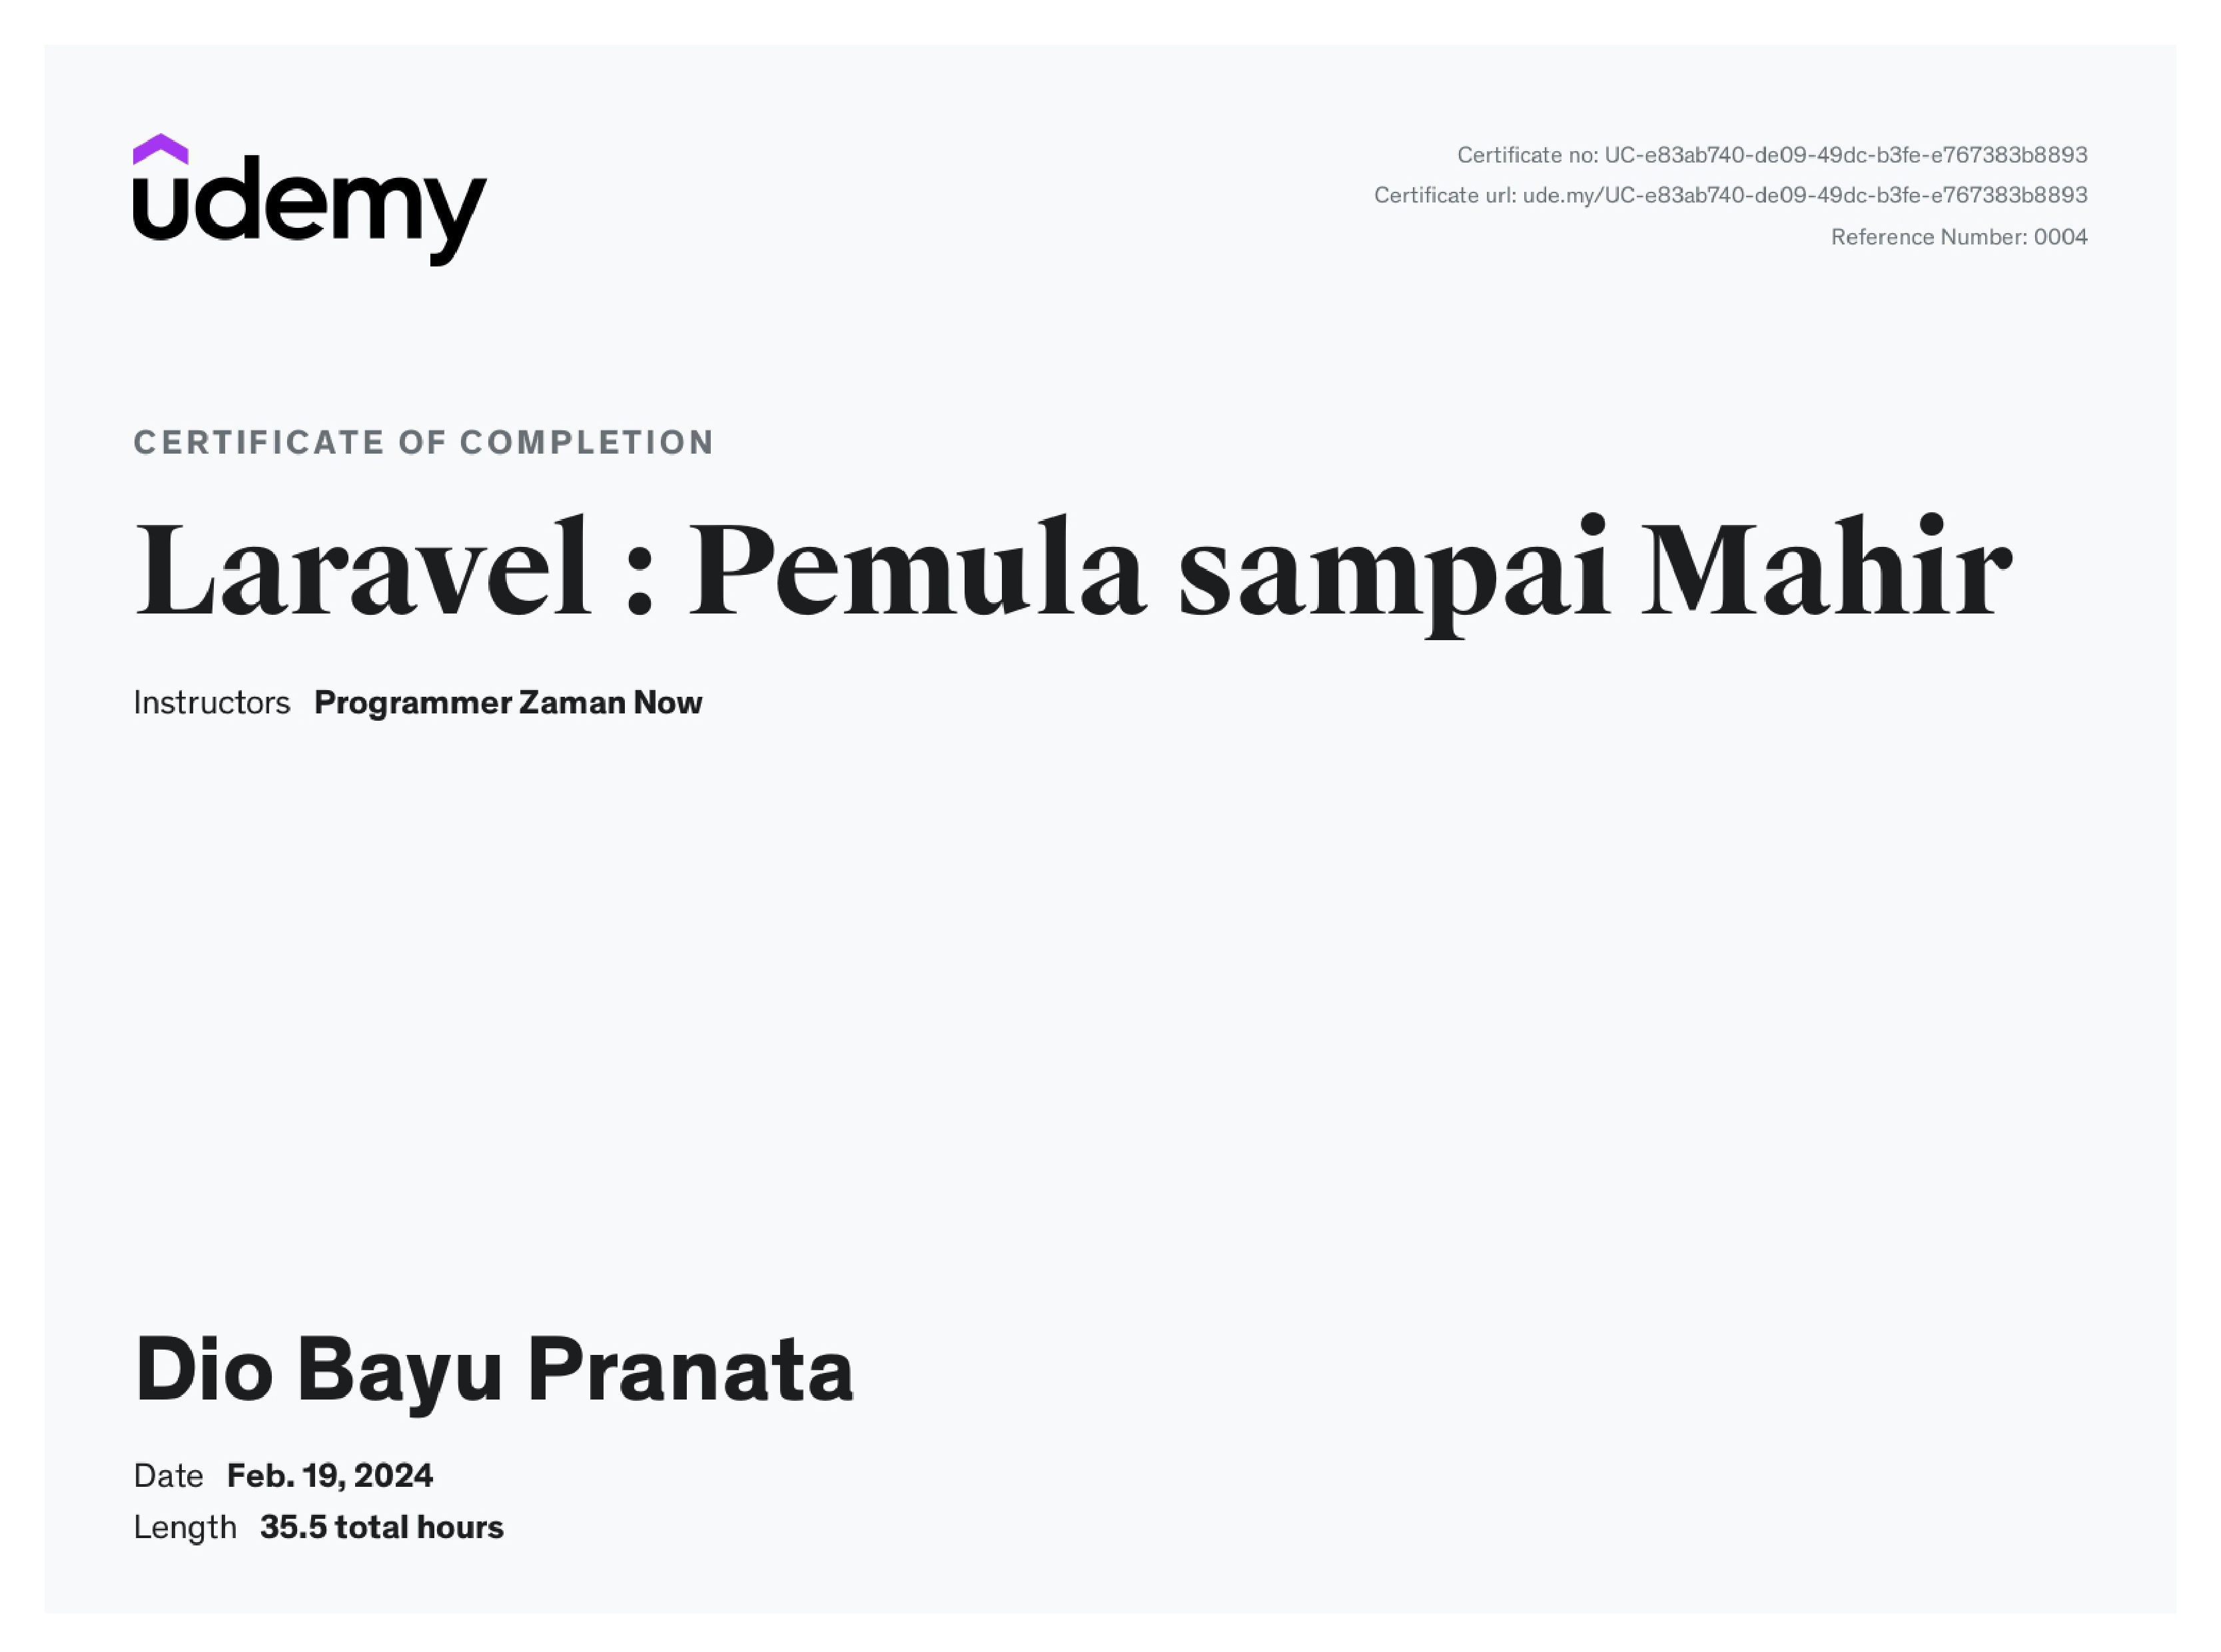 udemy
Certificate no: UC-e83ab740-de09-49dc-b3fe-e767383b8893
Certificate url: ude.my/UC-e83ab740-de09-49dc-b3fe-e767383b8893
Reference Number: 0004
CERTIFICATE OF COMPLETION
Laravel : Pemula sampai Mahir
Instructors Programmer Zaman Now
Dio Bayu Pranata
Date Feb. 19, 2024
Length 35.5 total hours